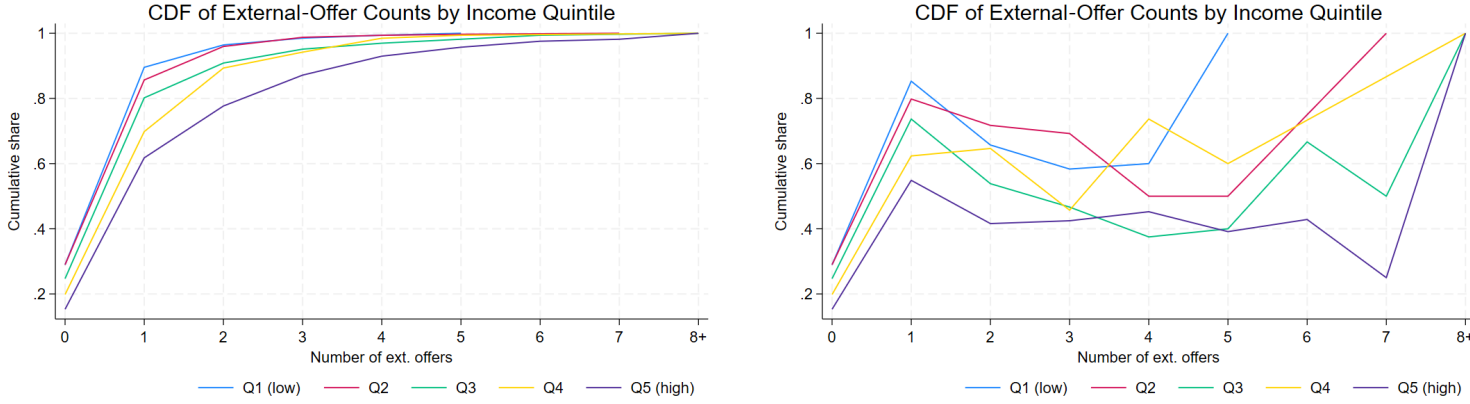 CDF of External-Offer Counts by Income Quintile
Cumulative share
1
.8
.6
.4
.2
0 1 2 3 4 5 6 7 8+
Number of ext. offers
Q1 (low) Q2 Q3 Q4 Q5 (high)
CDF of External-Offer Counts by Income Quintile
Cumulative share
1
.8
.6
.4
.2
0 1 2 3 4 5 6 7 8+
Number of ext. offers
Q1 (low) Q2 Q3 Q4 Q5 (high)